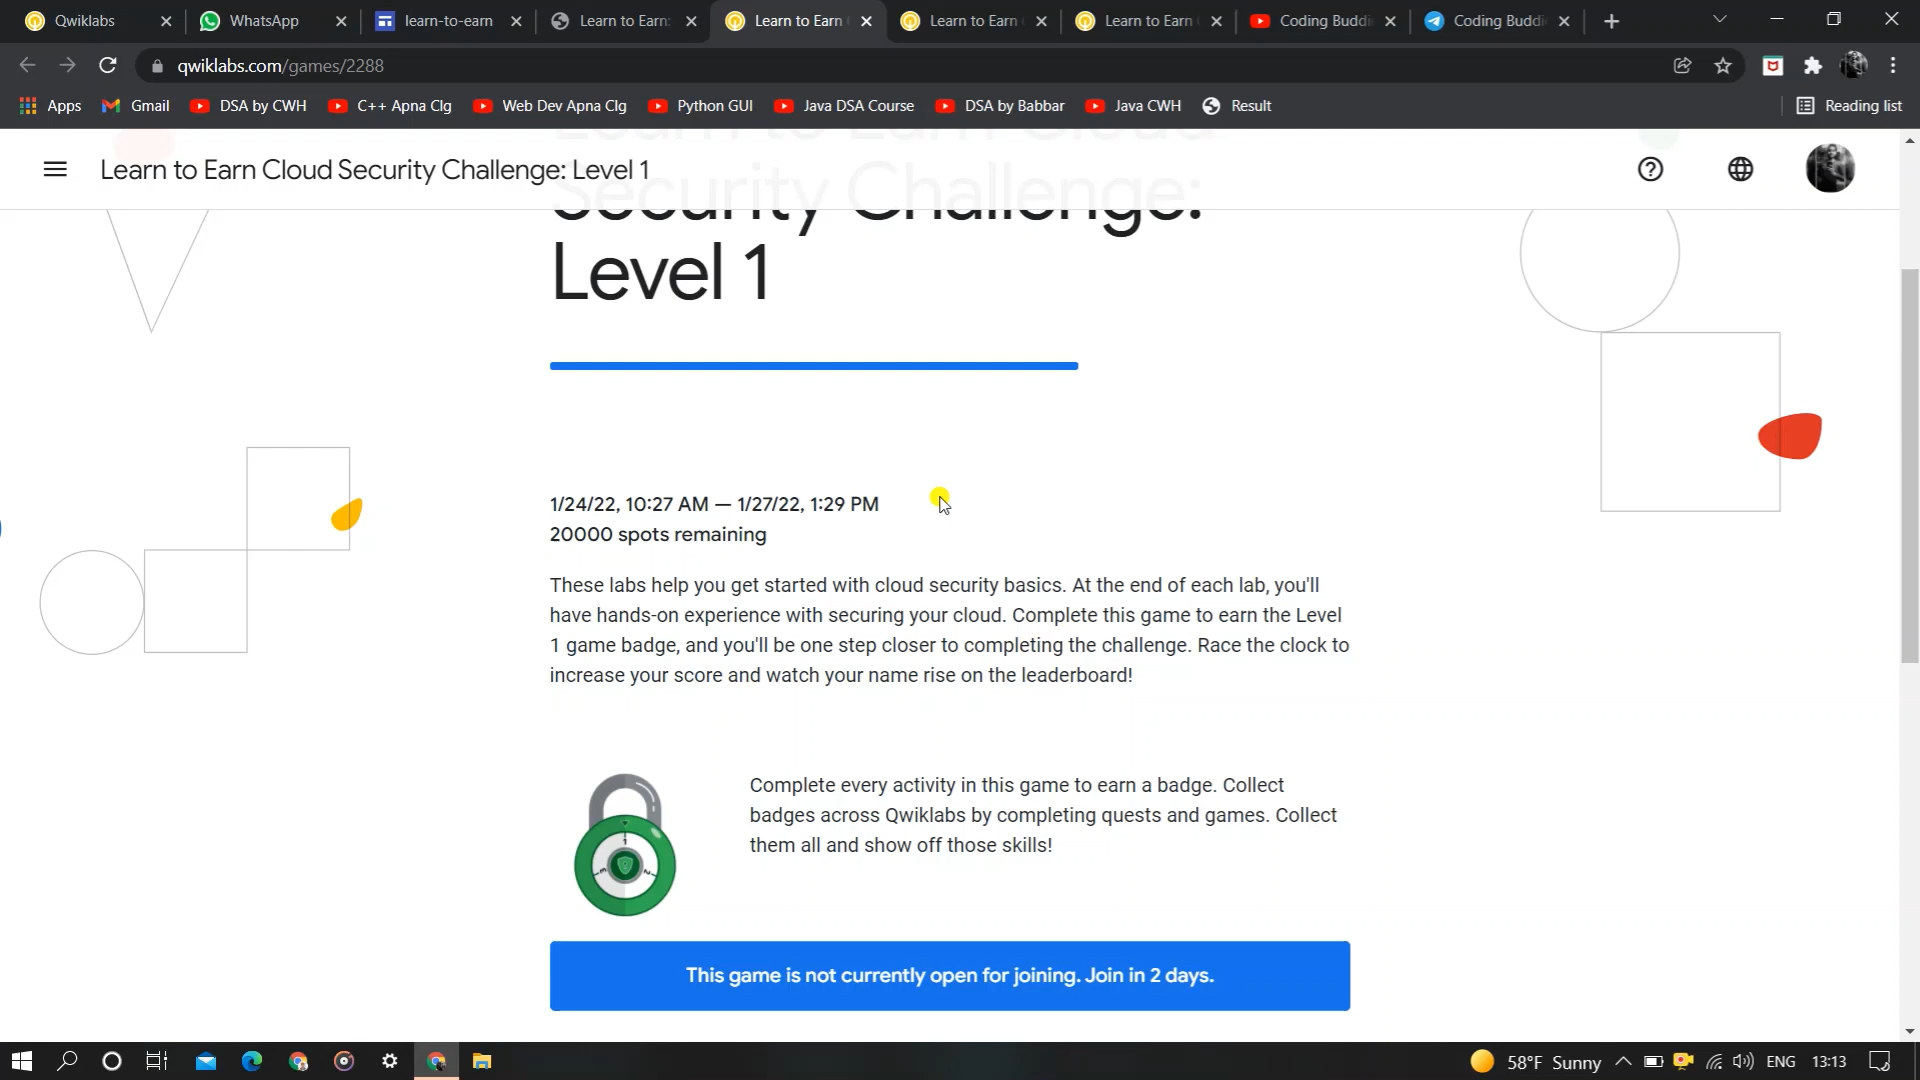 Qwiklabs
WhatsApp
learn-to-earn
Learn to Earn:
Learn to Earn
Learn to Earn
Learn to Earn
Coding Buddi
Coding Buddi
qwiklabs.com/games/2288
Apps
Gmail
DSA by CWH
C++ Apna Clg
Web Dev Apna Clg
Python GUI
Java DSA Course
DSA by Babbar
Java CWH
Result
Reading list
Learn to Earn Cloud Security Challenge: Level 1
Learn to Earn Cloud
Security Challenge:
Level 1
1/24/22, 10:27 AM — 1/27/22, 1:29 PM
20000 spots remaining
These labs help you get started with cloud security basics. At the end of each lab, you'll
have hands-on experience with securing your cloud. Complete this game to earn the Level
1 game badge, and you'll be one step closer to completing the challenge. Race the clock to
increase your score and watch your name rise on the leaderboard!
Complete every activity in this game to earn a badge. Collect
badges across Qwiklabs by completing quests and games. Collect
them all and show off those skills!
1
2
3
This game is not currently open for joining. Join in 2 days.
58°F Sunny
ENG
13:13